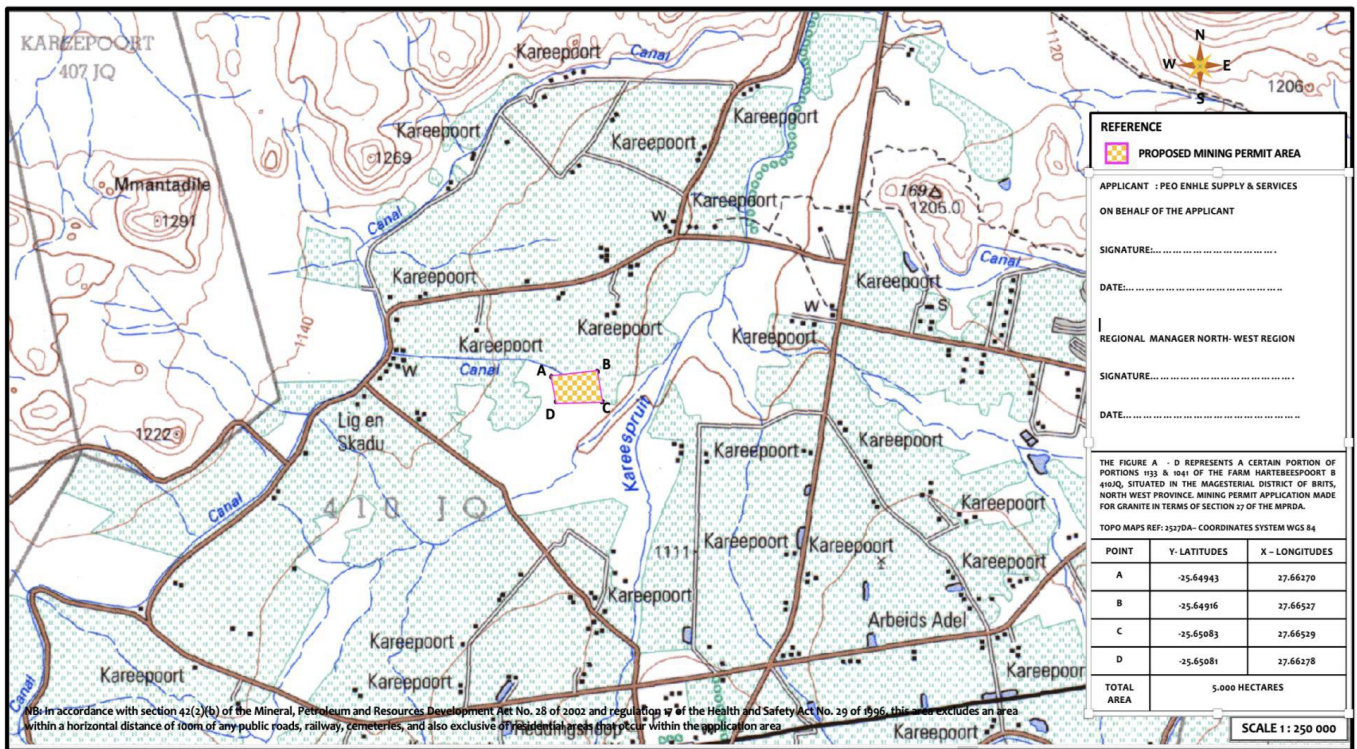 KAREEPOORT
407 JQ
Kareepoort
Canal
1120
N
W E
S
1206
Kareepoort
1269
Kareepoort
Kareepoort
Mmantadile
1291
Canal
W
Kareepoort
169
1205.0
Canal
Kareepoort
Kareepoort
S
1140
Kareepoort
Kareepoort
W
Kareepoort
Canal
W
A
B
C
D
Lig en
Skadu
1222
Kareespruit
Kareepoort
Kareepoort
Canal
410 JQ
Kareepoort
1111
Kareepoort
Kareepoort
Kareepoort
Kareepoort
Arbeids Adel
Kareepoort
Kareepoort
Kareepoort
Kareepoor
Canal
Heddingshoop
Kareepoort
NB: In accordance with section 42(2)(b) of the Mineral, Petroleum and Resources Development Act No. 28 of 2002 and regulation 17 of the Health and Safety Act No. 29 of 1996, this area excludes an area
within a horizontal distance of 100m of any public roads, railway, cemeteries, and also exclusive of residential areas that occur within the application area
REFERENCE
PROPOSED MINING PERMIT AREA
APPLICANT : PEO ENHLE SUPPLY & SERVICES
ON BEHALF OF THE APPLICANT
SIGNATURE:... ... ... ... ... ... ... ... ... ... ... ... .
DATE:... ... ... ... ... ... ... ... ... ... ... ... ... ... ..
REGIONAL MANAGER NORTH- WEST REGION
SIGNATURE... ... ... ... ... ... ... ... ... ... ... ... ... .
DATE... ... ... ... ... ... ... ... ... ... ... ... ... ... ... ..
THE FIGURE A - D REPRESENTS A CERTAIN PORTION OF
PORTIONS 1133 & 1041 OF THE FARM HARTEBEESPOORT B
410JQ, SITUATED IN THE MAGESTERIAL DISTRICT OF BRITS,
NORTH WEST PROVINCE. MINING PERMIT APPLICATION MADE
FOR GRANITE IN TERMS OF SECTION 27 OF THE MPRDA.
TOPO MAPS REF: 2527DA– COORDINATES SYSTEM WGS 84
POINT Y- LATITUDES X – LONGITUDES
A -25.64943 27.66270
B -25.64916 27.66527
C -25.65083 27.66529
D -25.65081 27.66278
TOTAL AREA 5.000 HECTARES
SCALE 1 : 250 000